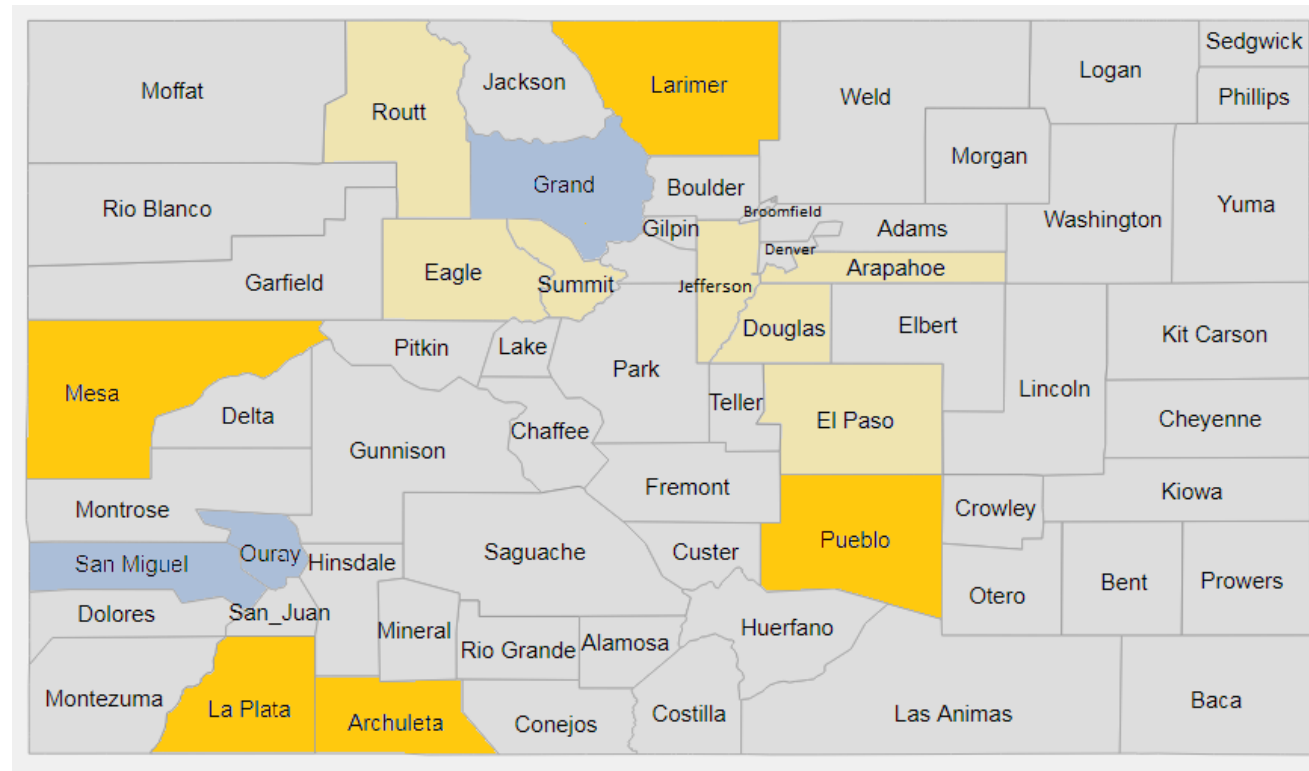 Sedgwick
Logan
Jackson
Larimer
Moffat
Weld
Phillips
Routt
Morgan
Grand
Boulder
Yuma
Rio Blanco
Broomfield
Washington
Gilpin
Adams
Denver
Arapahoe
Eagle
Garfield
Summit
Jefferson
Elbert
Douglas
Kit Carson
Pitkin
Lake
Park
Lincoln
Mesa
Teller
Delta
El Paso
Cheyenne
Chaffee
Gunnison
Fremont
Kiowa
Montrose
Crowley
Pueblo
Ouray
Saguache
Custer
San Miguel
Hinsdale
Bent
Prowers
Otero
Dolores
San_Juan
Mineral
Huerfano
Alamosa
Rio Grande
Montezuma
Baca
La Plata
Costilla
Las Animas
Archuleta
Conejos